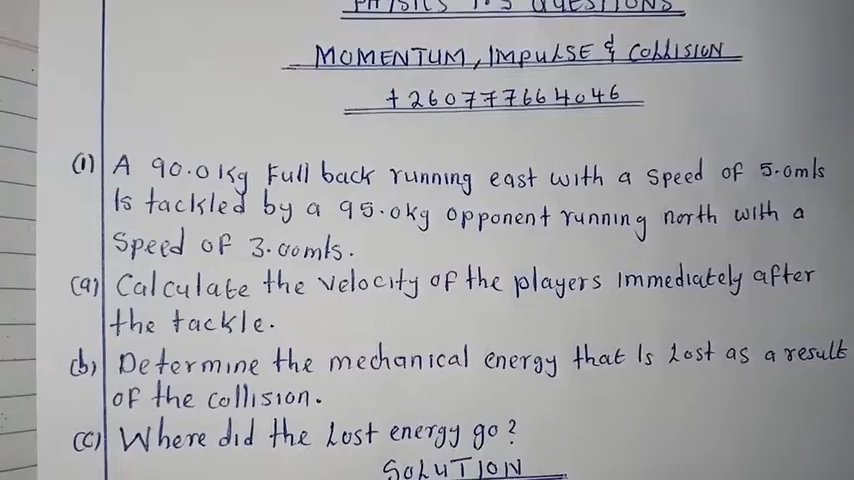 PHYSICS 105 QUESTIONS
MOMENTUM, IMPULSE & COLLISION
+260777664046
(1) A 90.0kg Full back running east with a speed of 5.0m/s
Is tackled by a 95.0kg opponent running north with a
speed of 3.00m/s.
(a) Calculate the velocity of the players immediately after
the tackle.
(b) Determine the mechanical energy that Is Lost as a result
of the collision.
(c) Where did the Lost energy go?
SOLUTION